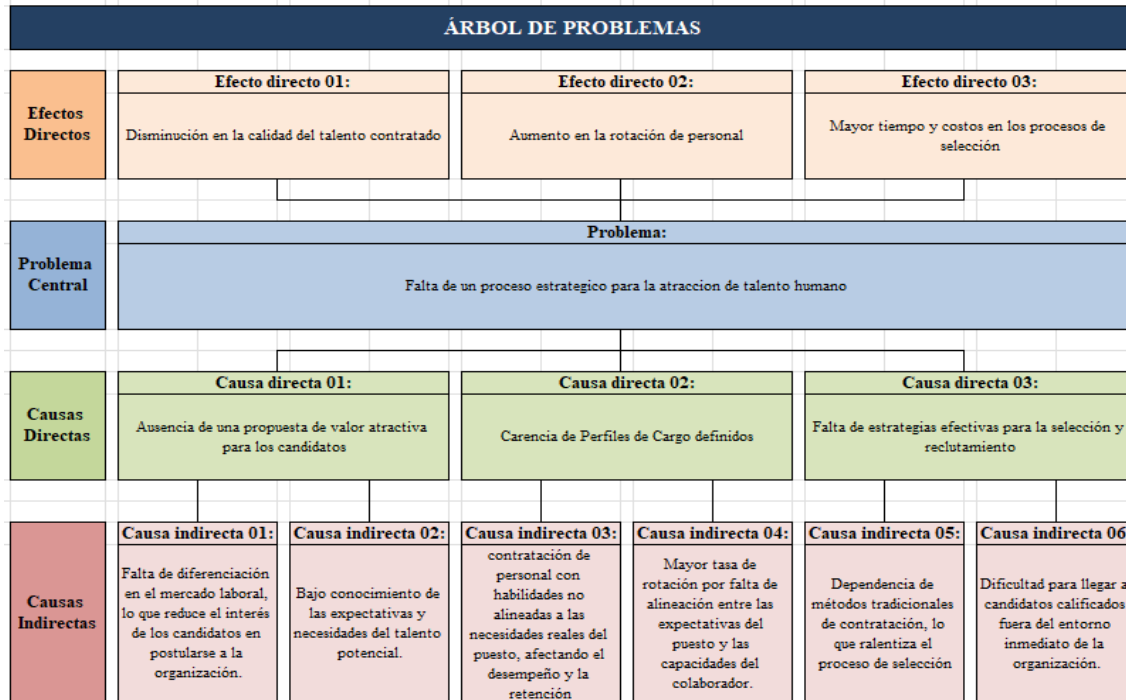 ÁRBOL DE PROBLEMAS
Efectos
Directos
Efecto directo 01:
Disminución en la calidad del talento contratado
Efecto directo 02:
Aumento en la rotación de personal
Efecto directo 03:
Mayor tiempo y costos en los procesos de
selección
Problema
Central
Problema:
Falta de un proceso estrategico para la atraccion de talento humano
Causas
Directas
Causa directa 01:
Ausencia de una propuesta de valor atractiva
para los candidatos
Causa directa 02:
Carencia de Perfiles de Cargo definidos
Causa directa 03:
Falta de estrategias efectivas para la selección y
reclutamiento
Causas
Indirectas
Causa indirecta 01:
Falta de diferenciación
en el mercado laboral,
lo que reduce el interés
de los candidatos en
postularse a la
organización.
Causa indirecta 02:
Bajo conocimiento de
las expectativas y
necesidades del talento
potencial.
Causa indirecta 03:
contratación de
personal con
habilidades no
alineadas a las
necesidades reales del
puesto, afectando el
desempeño y la
retención
Causa indirecta 04:
Mayor tasa de
rotación por falta de
alineación entre las
expectativas del
puesto y las
capacidades del
colaborador.
Causa indirecta 05:
Dependencia de
métodos tradicionales
de contratación, lo
que ralentiza el
proceso de selección
Causa indirecta 06
Dificultad para llegar a
candidatos calificados
fuera del entorno
inmediato de la
organización.